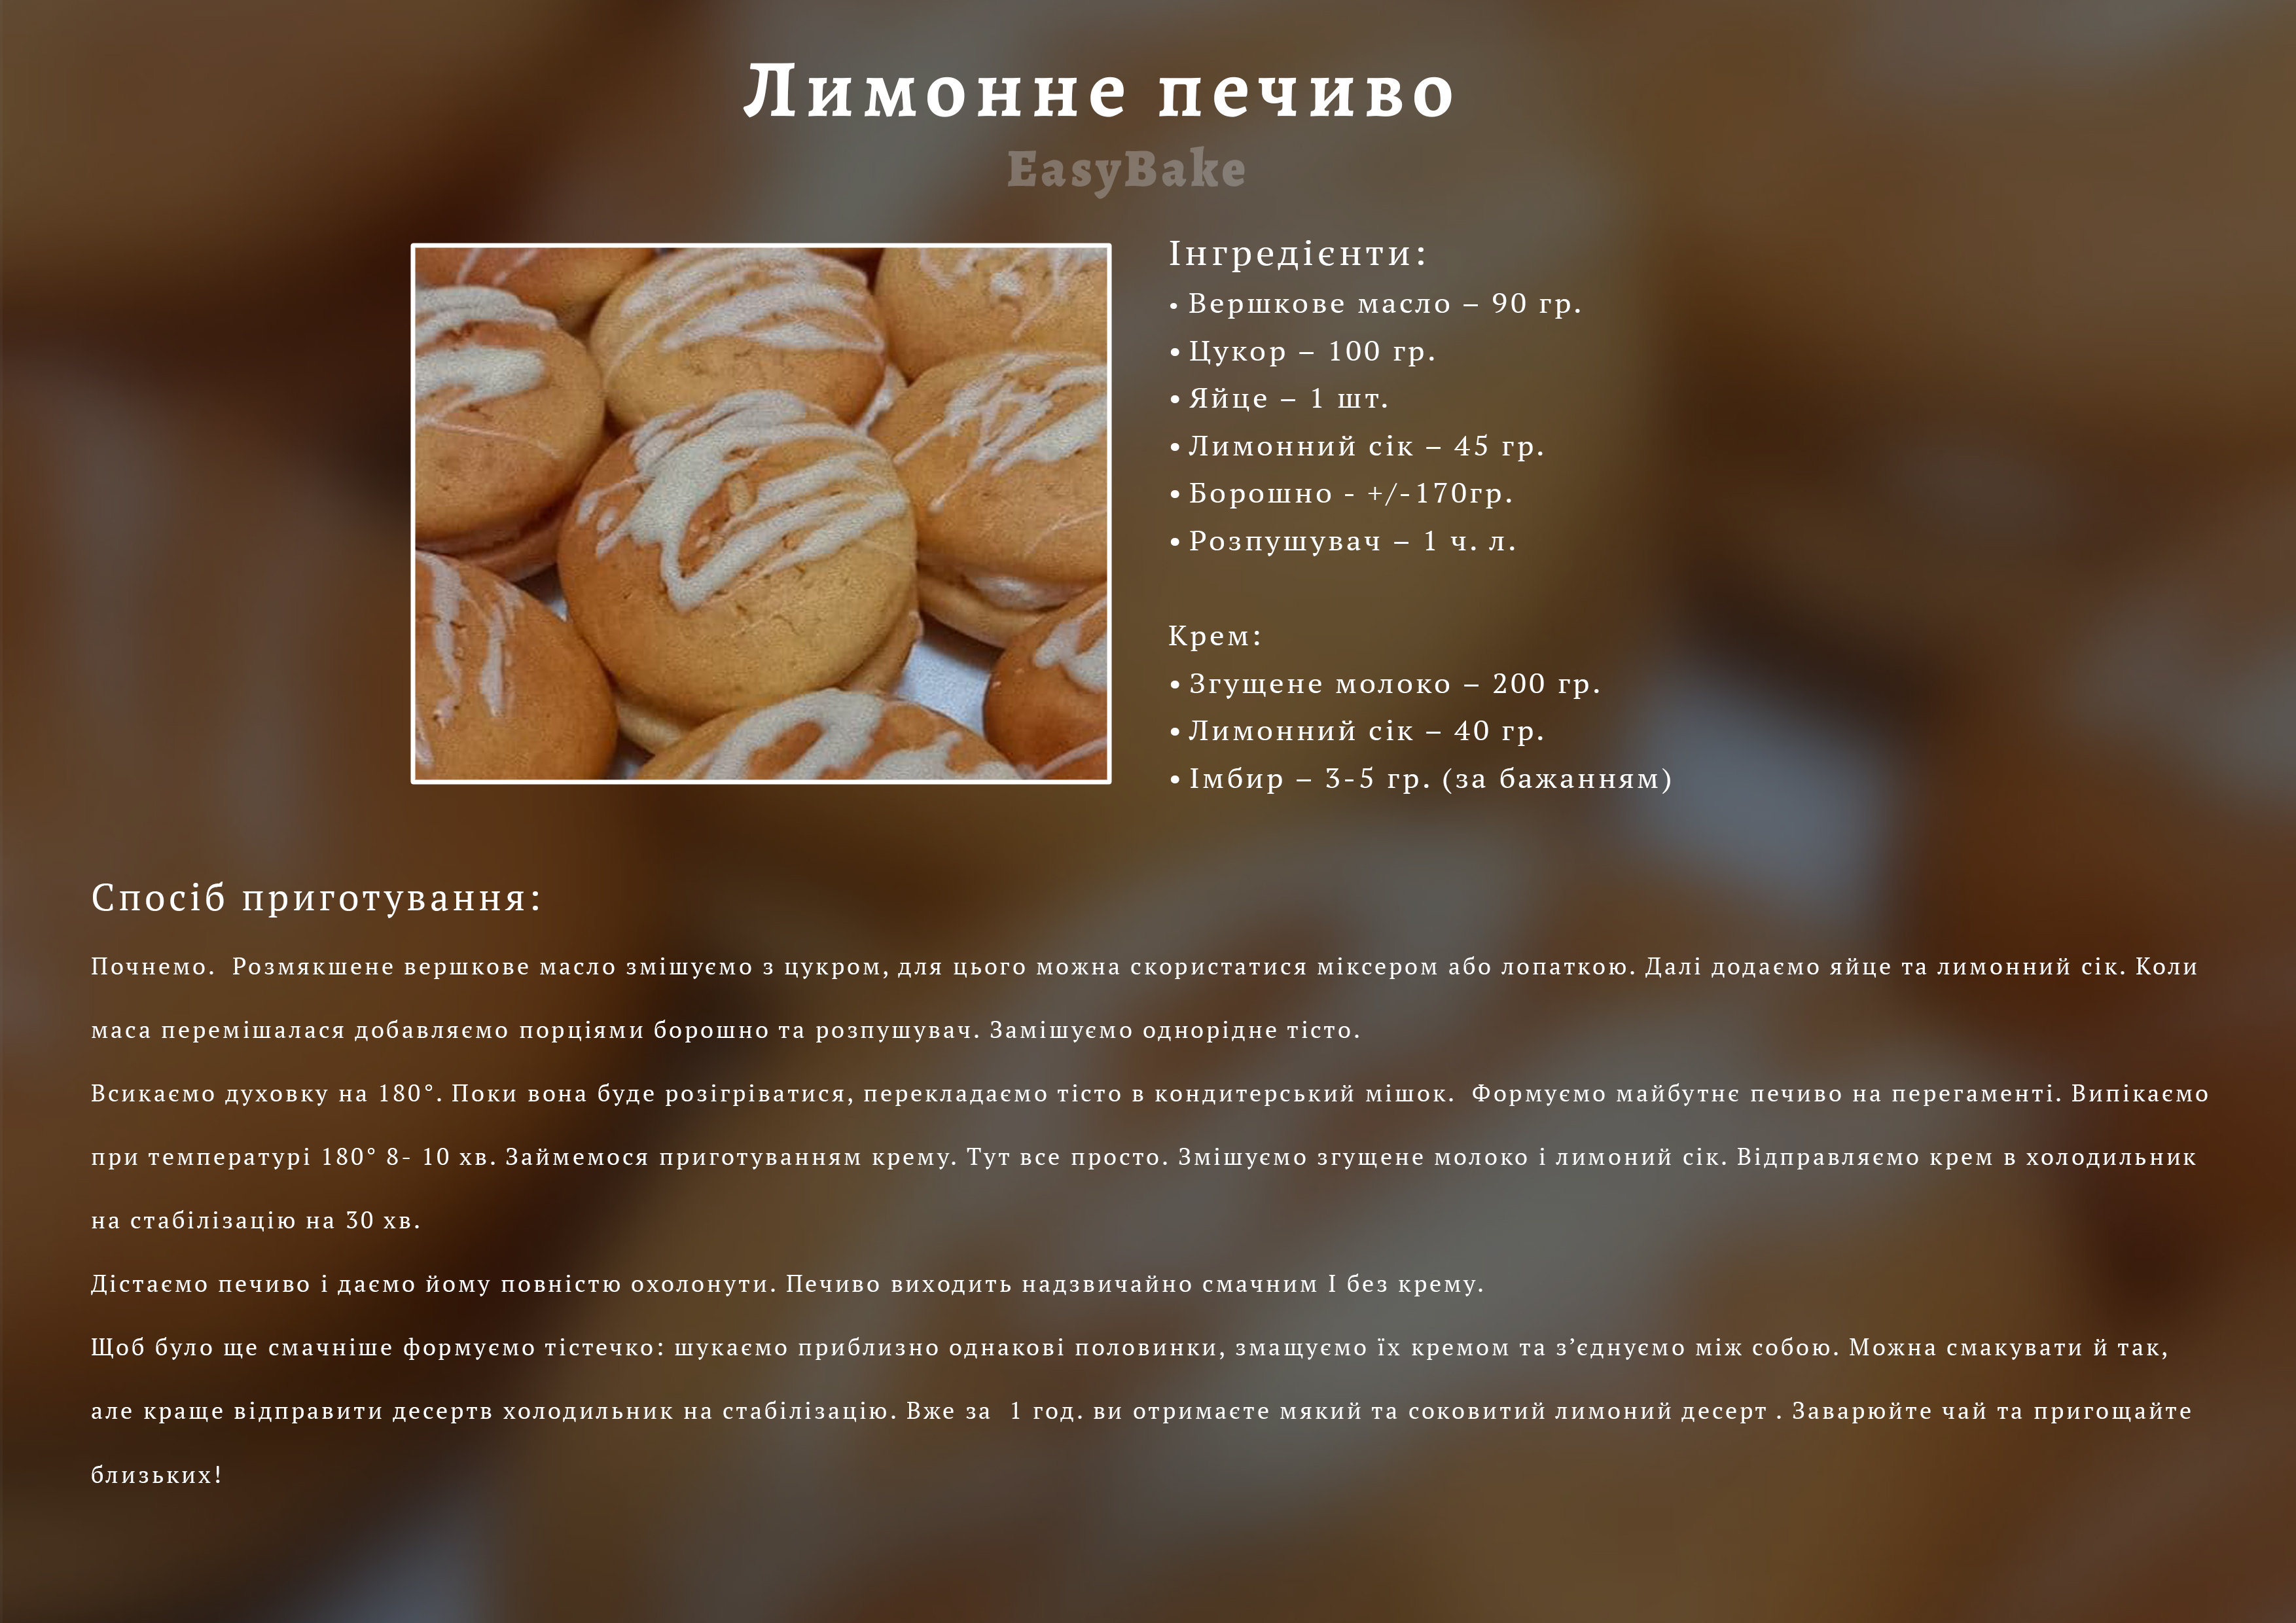 Лимонне печиво
EasyBake
Інгредієнти:
• Вершкове масло – 90 гр.
• Цукор – 100 гр.
• Яйце – 1 шт.
• Лимонний сік – 45 гр.
• Борошно - +/-170гр.
• Розпушувач – 1 ч. л.
Крем:
• Згущене молоко – 200 гр.
• Лимонний сік – 40 гр.
• Імбир – 3-5 гр. (за бажанням)
Спосіб приготування:
Почнемо.  Розмякшене вершкове масло змішуємо з цукром, для цього можна скористатися міксером або лопаткою. Далі додаємо яйце та лимонний сік. Коли
маса перемішалася добавляємо порціями борошно та розпушувач. Замішуємо однорідне тісто.
Всикаємо духовку на 180°. Поки вона буде розігріватися, перекладаємо тісто в кондитерський мішок.  Формуємо майбутнє печиво на перегаменті. Випікаємо
при температурі 180° 8- 10 хв. Займемося приготуванням крему. Тут все просто. Змішуємо згущене молоко і лимоний сік. Відправляємо крем в холодильник
на стабілізацію на 30 хв.
Дістаємо печиво і даємо йому повністю охолонути. Печиво виходить надзвичайно смачним І без крему.
Щоб було ще смачніше формуємо тістечко: шукаємо приблизно однакові половинки, змащуємо їх кремом та з’єднуємо між собою. Можна смакувати й так,
але краще відправити десертв холодильник на стабілізацію. Вже за  1 год. ви отримаєте мякий та соковитий лимоний десерт . Заварюйте чай та пригощайте
близьких!